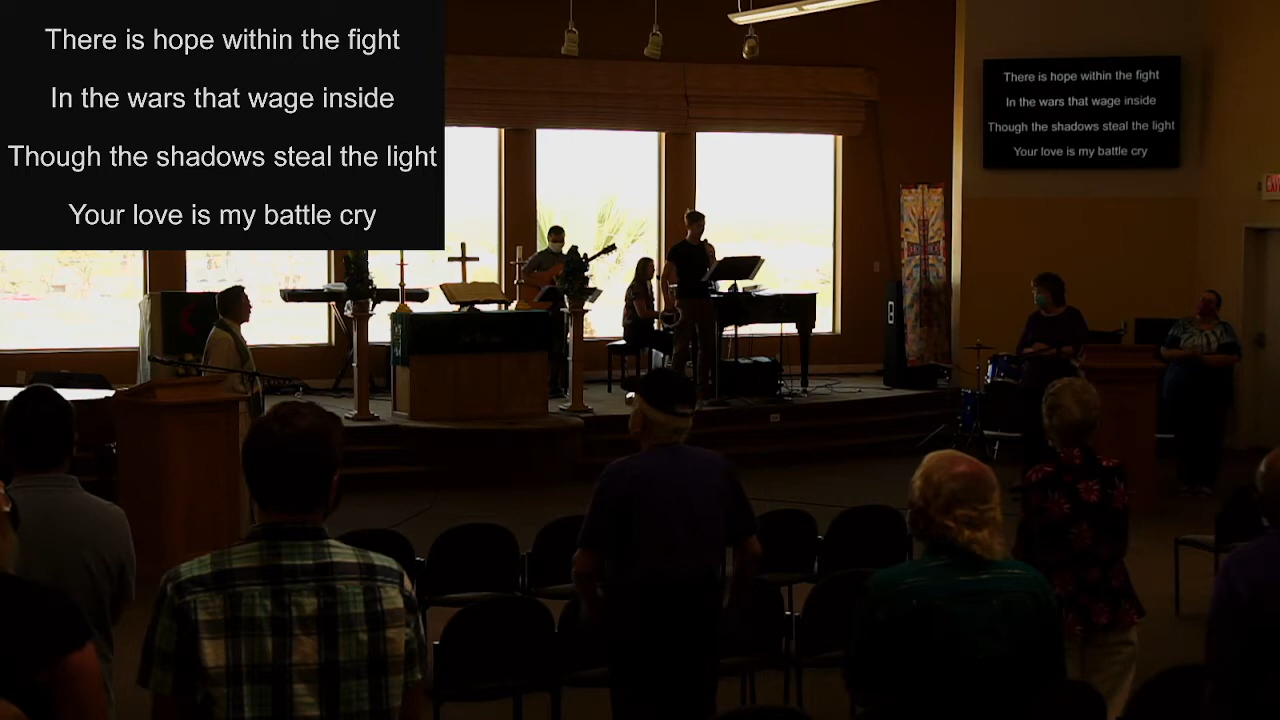 There is hope within the fight
In the wars that wage inside
Though the shadows steal the light
Your love is my battle cry
There is hope within the fight
In the wars that wage inside
Though the shadows steal the light
Your love is my battle cry